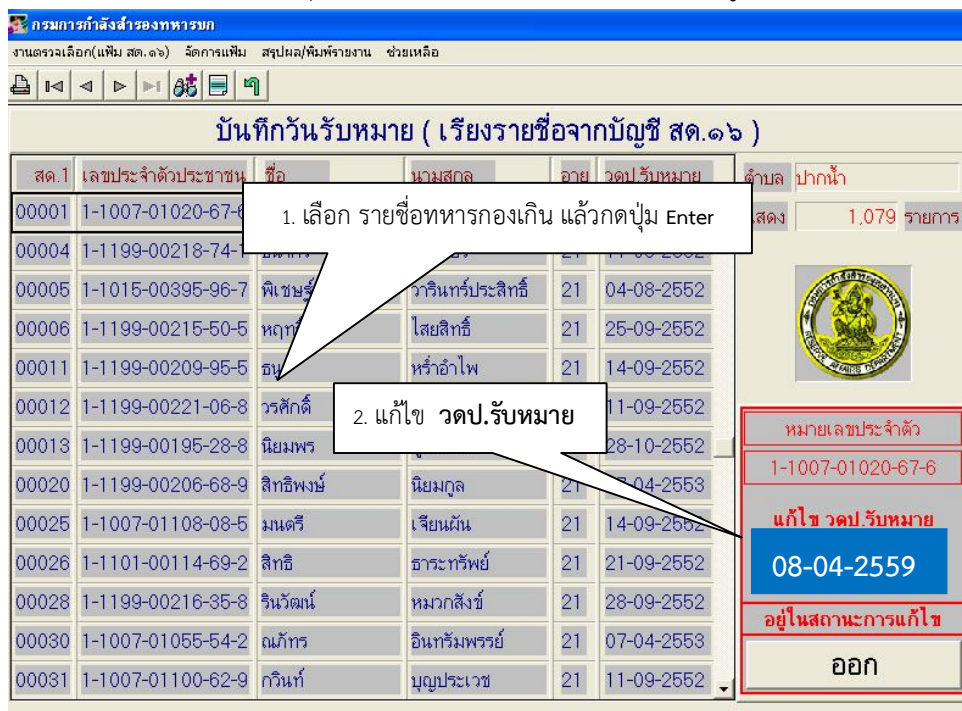 กรมการกำลังสำรองทหารบก
งานตรวจเลือก(แฟ้ม สด.๑๖) จัดการแฟ้ม สรุปผล/พิมพ์รายงาน ช่วยเหลือ
บันทึกวันรับหมาย ( เรียงรายชื่อจากบัญชี สด.๑๖ )
สด.1 เลขประจำตัวประชาชน ชื่อ นามสกุล อายุ วดป.รับหมาย ตำบล ปากน้ำ
00001 1-1007-01020-67-6 1,079 รายการ
1. เลือก รายชื่อทหารกองเกิน แล้วกดปุ่ม Enter
00004 1-1199-00218-74-1
00005 1-1015-00395-96-7 พิเชษฐ์ วารินทร์ประสิทธิ์ 21 04-08-2552
00006 1-1199-00215-50-5 ไสยสิทธิ์ 21 25-09-2552
00011 1-1199-00209-95-5 หร่ำอำไพ 21 14-09-2552
00012 1-1199-00221-06-8 วรศักดิ์ 11-09-2552
2. แก้ไข วดป.รับหมาย
00013 1-1199-00195-28-8 นิยมพร 28-10-2552
00020 1-1199-00206-68-9 สิทธิพงษ์ นิยมกูล 21 04-2553
00025 1-1007-01108-08-5 มนตรี เจียนผัน 21 14-09-2552
00026 1-1101-00114-69-2 สิทธิ ธาระทรัพย์ 21 21-09-2552
00028 1-1199-00216-35-8 รินวัฒน์ หมวกสังข์ 21 28-09-2552
00030 1-1007-01055-54-2 ณภัทร อินทรัมพรรย์ 21 07-04-2553
00031 1-1007-01100-62-9 กวินท์ บุญประเวช 21 11-09-2552
หมายเลขประจำตัว
1-1007-01020-67-6
แก้ไข วดป.รับหมาย
08-04-2559
อยู่ในสถานะการแก้ไข
ออก